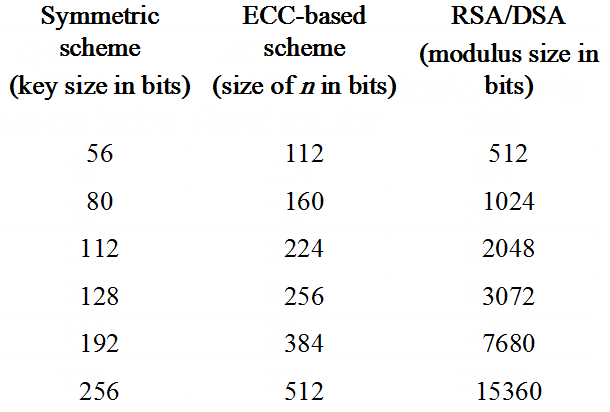 Symmetric scheme (key size in bits) ECC-based scheme (size of n in bits) RSA/DSA (modulus size in bits)
56 112 512
80 160 1024
112 224 2048
128 256 3072
192 384 7680
256 512 15360